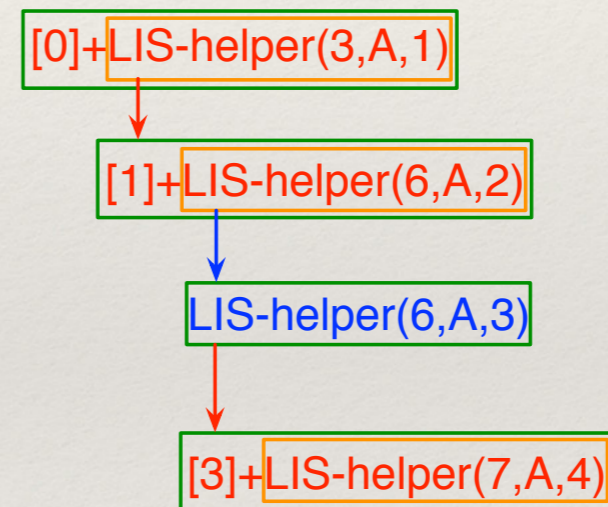 [0]+LIS-helper(3,A,1)
[1]+LIS-helper(6,A,2)
LIS-helper(6,A,3)
[3]+LIS-helper(7,A,4)